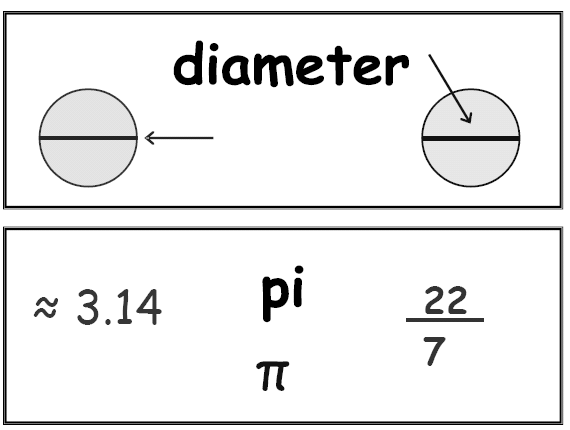 diameter
pi
≈ 3.14
22
7
π